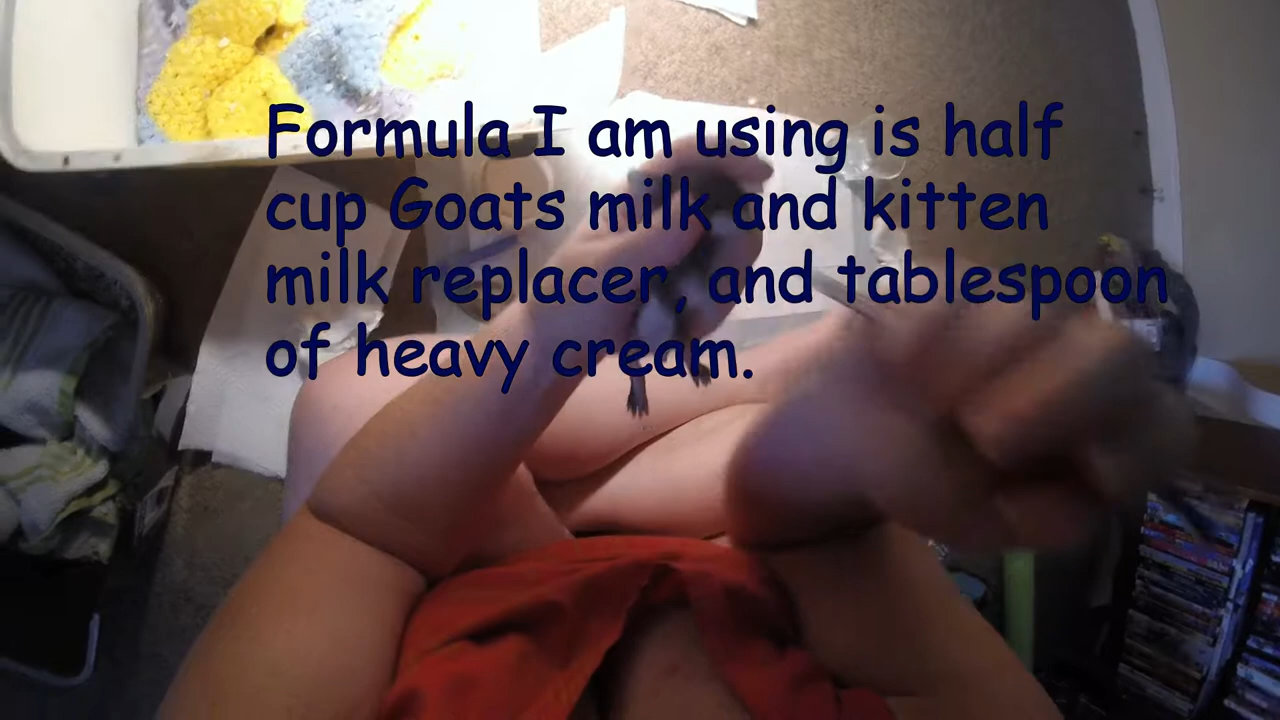 Formula I am using is half
cup Goats milk and kitten
milk replacer, and tablespoon
of heavy cream.